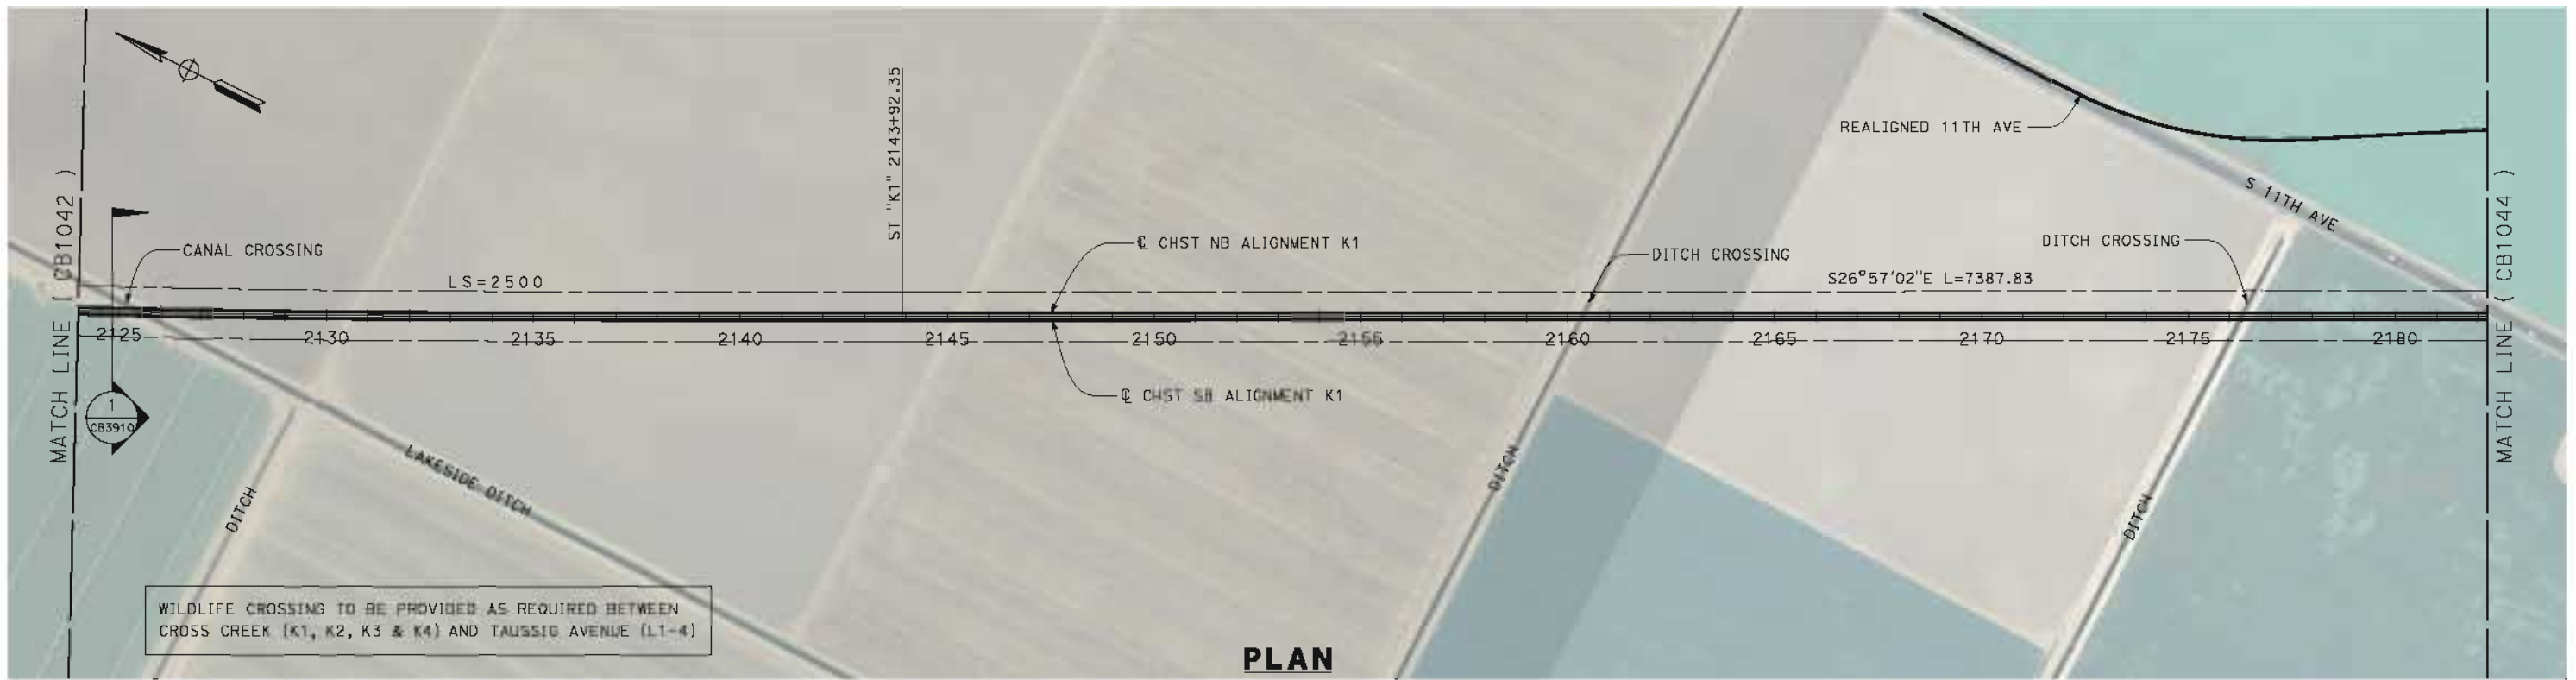 MATCH LINE ( CB1042 )
CANAL CROSSING
LS=2500
ST "K1" 2143+92.35
℄ CHST NB ALIGNMENT K1
DITCH CROSSING
REALIGNED 11TH AVE
S 11TH AVE
DITCH CROSSING
S26°57'02"E L=7387.83
MATCH LINE ( CB1044 )
2125 2130 2135 2140 2145 2150 2155 2160 2165 2170 2175 2180
℄ CHST SB ALIGNMENT K1
1
CB3910
LAKESIDE DITCH
DITCH
DITCH
DITCH
WILDLIFE CROSSING TO BE PROVIDED AS REQUIRED BETWEEN
CROSS CREEK (K1, K2, K3 & K4) AND TAUSSIG AVENUE (L1-4)
PLAN